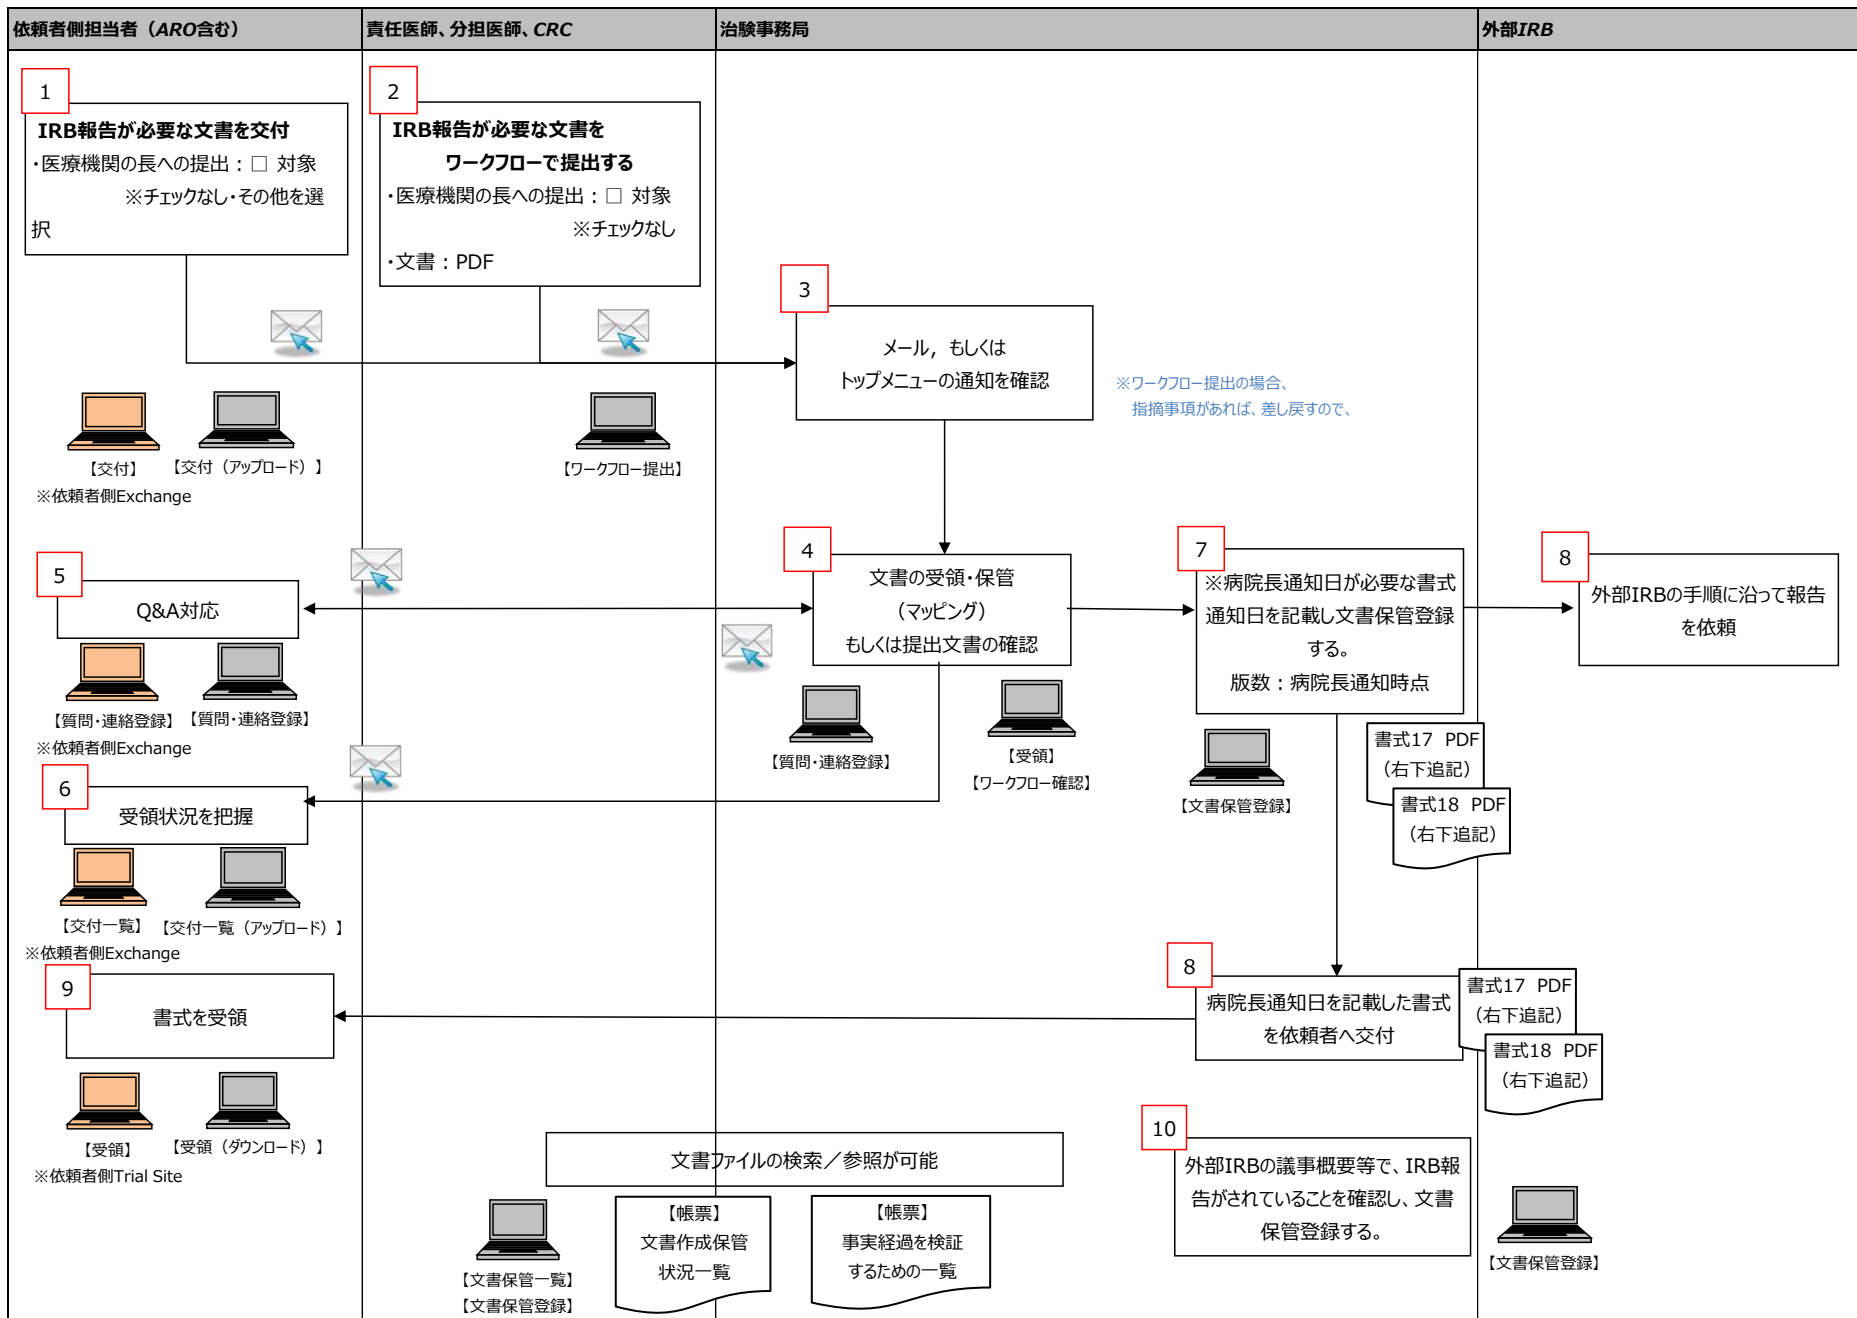 依頼者側担当者（ARO含む）
責任医師、分担医師、CRC
治験事務局
外部IRB
1
IRB報告が必要な文書を交付
・医療機関の長への提出：□ 対象
※チェックなし・その他を選
択
2
IRB報告が必要な文書を
ワークフローで提出する
・医療機関の長への提出：□ 対象
※チェックなし
・文書：PDF
3
メール，もしくは
トップメニューの通知を確認
※ワークフロー提出の場合、
指摘事項があれば、差し戻すので、
【交付】
【交付（アップロード）】
※依頼者側Exchange
【ワークフロー提出】
4
文書の受領・保管
（マッピング）
もしくは提出文書の確認
5
Q&A対応
7
※病院長通知日が必要な書式
通知日を記載し文書保管登録
する。
版数：病院長通知時点
8
外部IRBの手順に沿って報告
を依頼
【質問・連絡登録】
【質問・連絡登録】
※依頼者側Exchange
【質問・連絡登録】
【受領】
【ワークフロー確認】
【文書保管登録】
書式17 PDF
（右下追記）
書式18 PDF
（右下追記）
6
受領状況を把握
【交付一覧】
【交付一覧（アップロード）】
※依頼者側Exchange
8
病院長通知日を記載した書式
を依頼者へ交付
書式17 PDF
（右下追記）
書式18 PDF
（右下追記）
9
書式を受領
【受領】
【受領（ダウンロード）】
※依頼者側Trial Site
文書ファイルの検索／参照が可能
【文書保管一覧】
【文書保管登録】
【帳票】
文書作成保管
状況一覧
【帳票】
事実経過を検証
するための一覧
10
外部IRBの議事概要等で、IRB報
告がされていることを確認し、文書
保管登録する。
【文書保管登録】